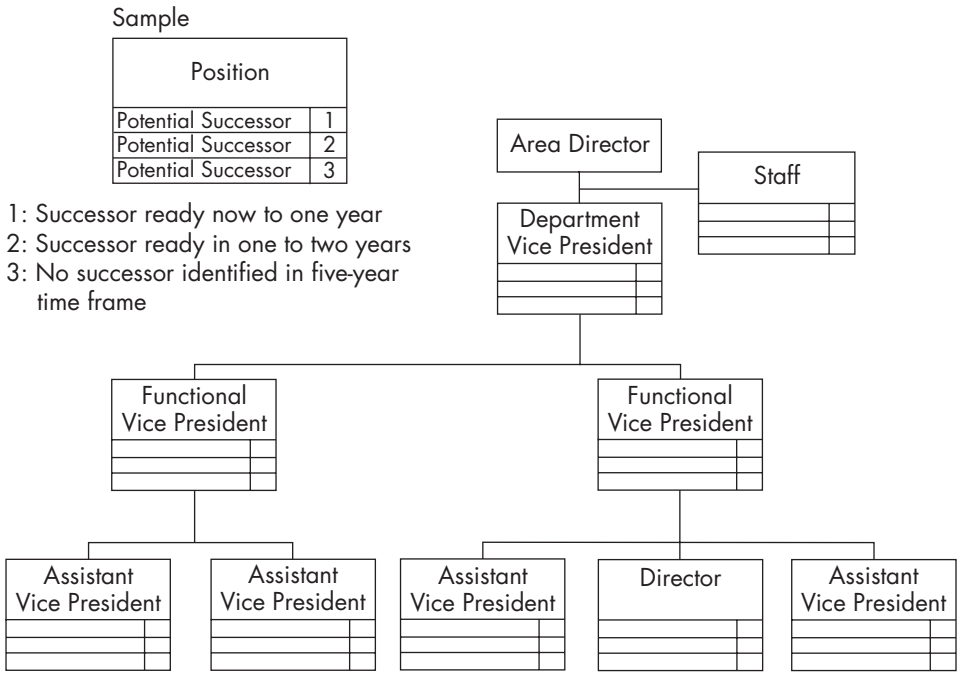 Sample
Position
Potential Successor 1
Potential Successor 2
Potential Successor 3
1: Successor ready now to one year
2: Successor ready in one to two years
3: No successor identified in five-year
time frame
Area Director
Staff
Department
Vice President
Functional
Vice President
Functional
Vice President
Assistant
Vice President
Assistant
Vice President
Assistant
Vice President
Director
Assistant
Vice President